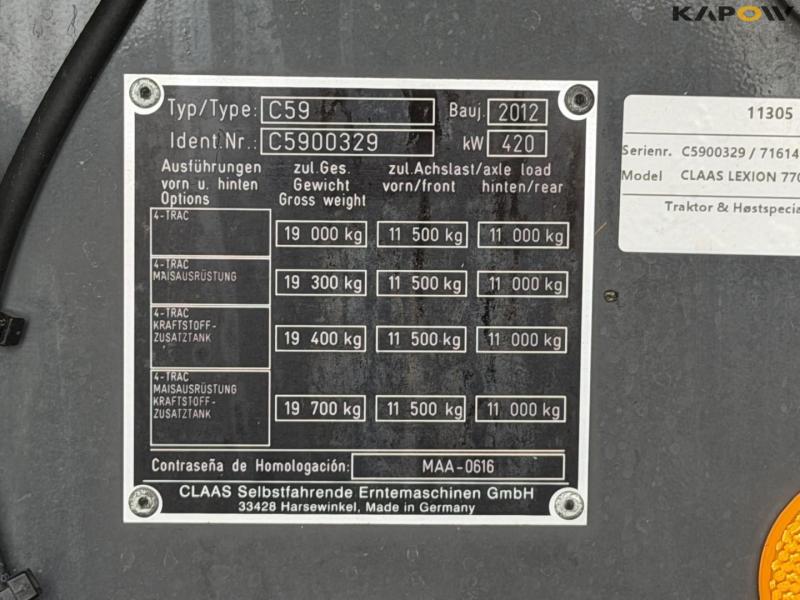 KAPOW
Typ/Type: C59 Bauj. 2012
Ident.Nr.: C5900329 kW 420
Ausführungen vorn u. hinten Options
zul.Ges. Gewicht Gross weight
zul.Achslast/axle load
vorn/front hinten/rear
4-TRAC
19 000 kg 11 500 kg 11 000 kg
4-TRAC
MAISAUSRÜSTUNG
19 300 kg 11 500 kg 11 000 kg
4-TRAC
KRAFTSTOFF-
ZUSATZTANK
19 400 kg 11 500 kg 11 000 kg
4-TRAC
MAISAUSRÜSTUNG
KRAFTSTOFF-
ZUSATZTANK
19 700 kg 11 500 kg 11 000 kg
Contraseña de Homologación: MAA-0616
CLAAS Selbstfahrende Erntemaschinen GmbH
33428 Harsewinkel, Made in Germany
11305
Serienr. C5900329 / 71614
Model CLAAS LEXION 770
Traktor & Høstspecia